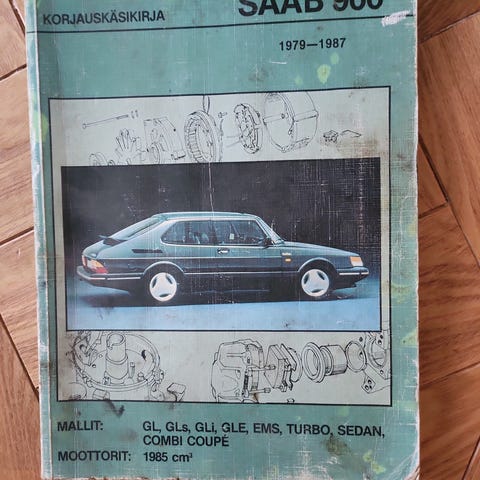 KORJAUSKÄSIKIRJA
SAAB 900
1979—1987
MALLIT: GL, GLs, GLi, GLE, EMS, TURBO, SEDAN,
COMBI COUPÉ
MOOTTORIT: 1985 cm³